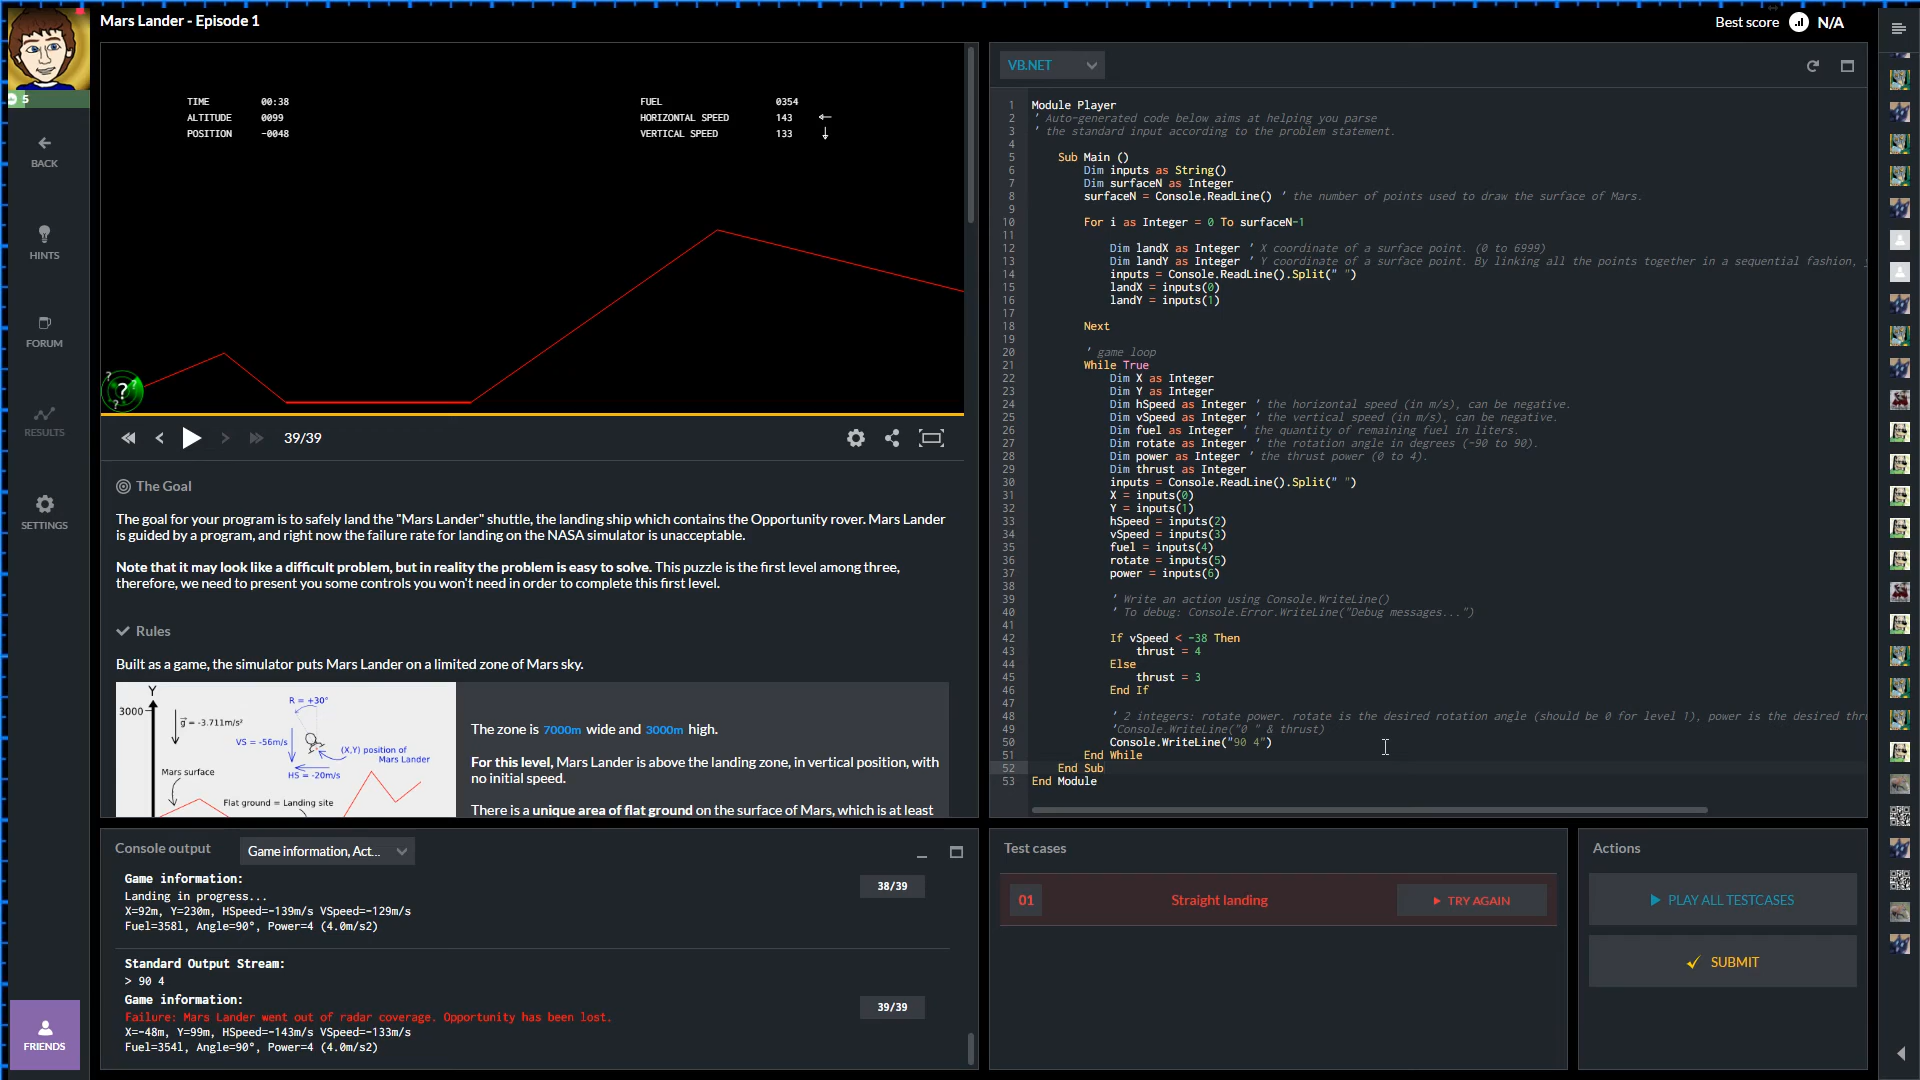 Mars Lander - Episode 1
Best score N/A
5
BACK
HINTS
FORUM
RESULTS
SETTINGS
FRIENDS
TIME 00:38
ALTITUDE 0099
POSITION -0048
FUEL 0354
HORIZONTAL SPEED 143
VERTICAL SPEED 133
39/39
The Goal
The goal for your program is to safely land the "Mars Lander" shuttle, the landing ship which contains the Opportunity rover. Mars Lander
is guided by a program, and right now the failure rate for landing on the NASA simulator is unacceptable.
Note that it may look like a difficult problem, but in reality the problem is easy to solve. This puzzle is the first level among three,
therefore, we need to present you some controls you won't need in order to complete this first level.
Rules
Built as a game, the simulator puts Mars Lander on a limited zone of Mars sky.
Y
3000
g = -3.711m/s²
R = +30°
VS = -56m/s
(X,Y) position of
Mars Lander
HS = -20m/s
Mars surface
Flat ground = Landing site
The zone is 7000m wide and 3000m high.
For this level, Mars Lander is above the landing zone, in vertical position, with
no initial speed.
There is a unique area of flat ground on the surface of Mars, which is at least
Console output
Game information, Act...
Game information:
38/39
Landing in progress...
X=92m, Y=230m, HSpeed=-139m/s VSpeed=-129m/s
Fuel=358l, Angle=90°, Power=4 (4.0m/s2)
Standard Output Stream:
> 90 4
Game information:
39/39
Failure: Mars Lander went out of radar coverage. Opportunity has been lost.
X=-48m, Y=99m, HSpeed=-143m/s VSpeed=-133m/s
Fuel=354l, Angle=90°, Power=4 (4.0m/s2)
VB.NET
1 Module Player
2 ' Auto-generated code below aims at helping you parse
3 ' the standard input according to the problem statement.
4
5 Sub Main ()
6 Dim inputs as String()
7 Dim surfaceN as Integer
8 surfaceN = Console.ReadLine() ' the number of points used to draw the surface of Mars.
9
10 For i as Integer = 0 To surfaceN-1
11
12 Dim landX as Integer ' X coordinate of a surface point. (0 to 6999)
13 Dim landY as Integer ' Y coordinate of a surface point. By linking all the points together in a sequential fashion,
14 inputs = Console.ReadLine().Split(" ")
15 landX = inputs(0)
16 landY = inputs(1)
17
18 Next
19
20 ' game loop
21 While True
22 Dim X as Integer
23 Dim Y as Integer
24 Dim hSpeed as Integer ' the horizontal speed (in m/s), can be negative.
25 Dim vSpeed as Integer ' the vertical speed (in m/s), can be negative.
26 Dim fuel as Integer ' the quantity of remaining fuel in liters.
27 Dim rotate as Integer ' the rotation angle in degrees (-90 to 90).
28 Dim power as Integer ' the thrust power (0 to 4).
29 Dim thrust as Integer
30 inputs = Console.ReadLine().Split(" ")
31 X = inputs(0)
32 Y = inputs(1)
33 hSpeed = inputs(2)
34 vSpeed = inputs(3)
35 fuel = inputs(4)
36 rotate = inputs(5)
37 power = inputs(6)
38
39 ' Write an action using Console.WriteLine()
40 ' To debug: Console.Error.WriteLine("Debug messages...")
41
42 If vSpeed < -38 Then
43 thrust = 4
44 Else
45 thrust = 3
46 End If
47
48 ' 2 integers: rotate power. rotate is the desired rotation angle (should be 0 for level 1), power is the desired thr
49 'Console.WriteLine("0 " & thrust)
50 Console.WriteLine("90 4")
51 End While
52 End Sub
53 End Module
Test cases
01 Straight landing TRY AGAIN
Actions
PLAY ALL TESTCASES
SUBMIT